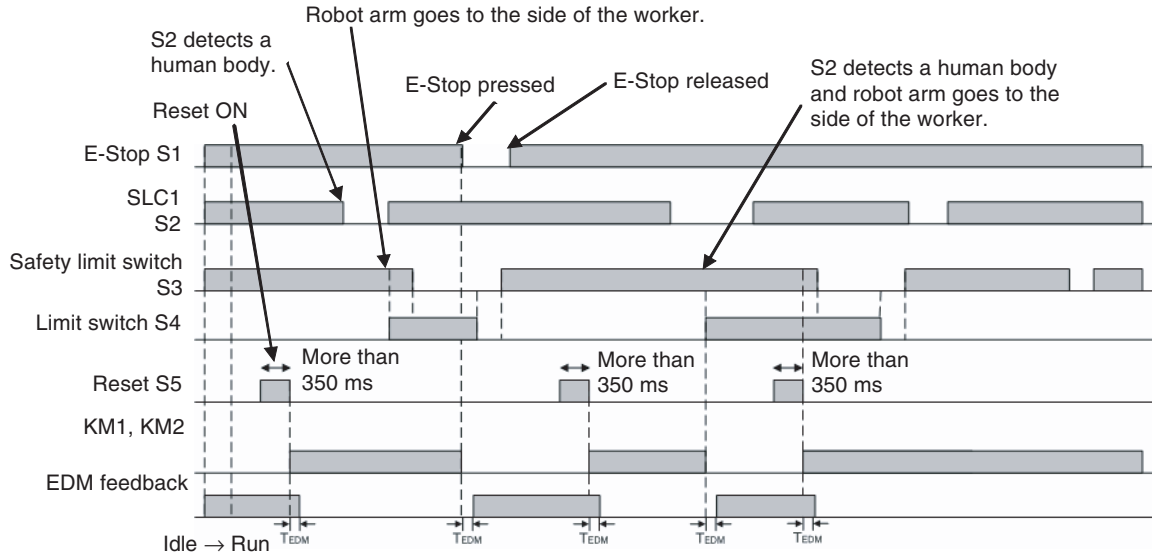 Robot arm goes to the side of the worker.
S2 detects a
human body.
E-Stop pressed
E-Stop released
S2 detects a human body
and robot arm goes to the
side of the worker.
Reset ON
E-Stop S1
SLC1
S2
Safety limit switch
S3
Limit switch S4
More than
350 ms
More than
350 ms
More than
350 ms
Reset S5
KM1, KM2
EDM feedback
TEDM
TEDM
TEDM
TEDM
TEDM
Idle → Run